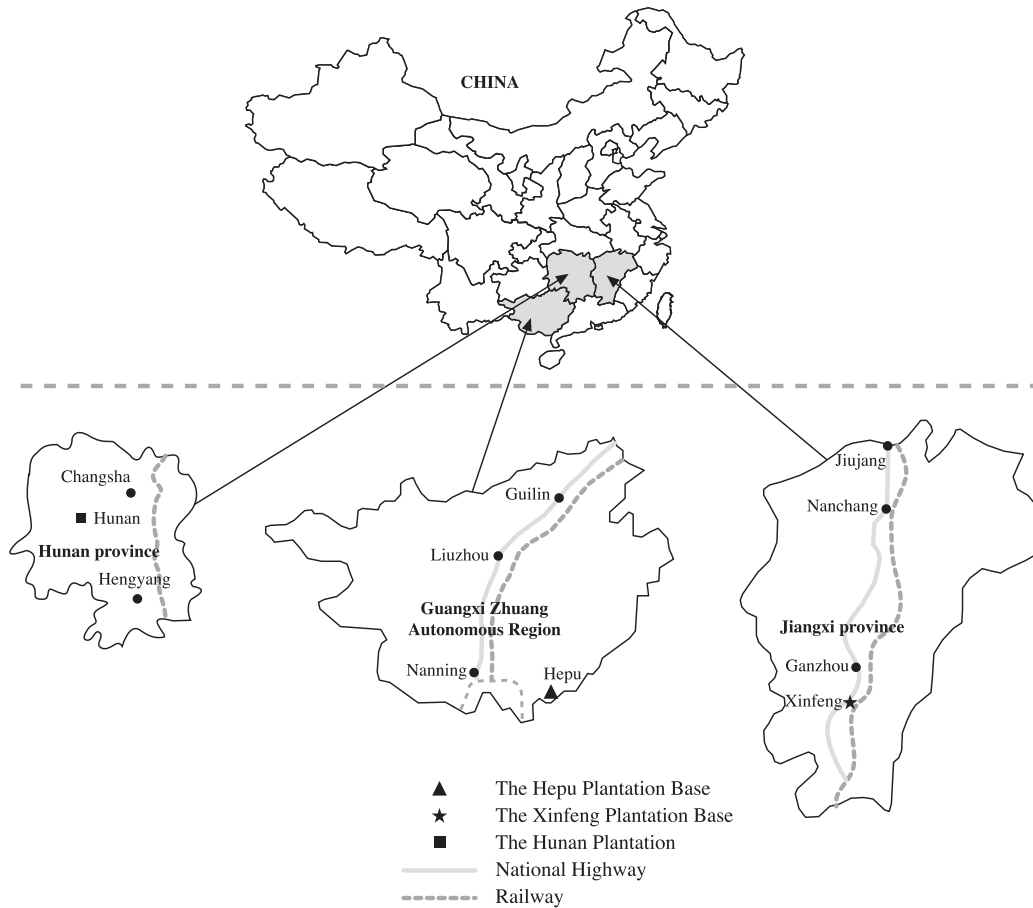 CHINA
Changsha
Hunan
Hunan province
Hengyang
Guilin
Liuzhou
Guangxi Zhuang
Autonomous Region
Nanning
Hepu
Jiujang
Nanchang
Jiangxi province
Ganzhou
Xinfeng
The Hepu Plantation Base
The Xinfeng Plantation Base
The Hunan Plantation
National Highway
Railway